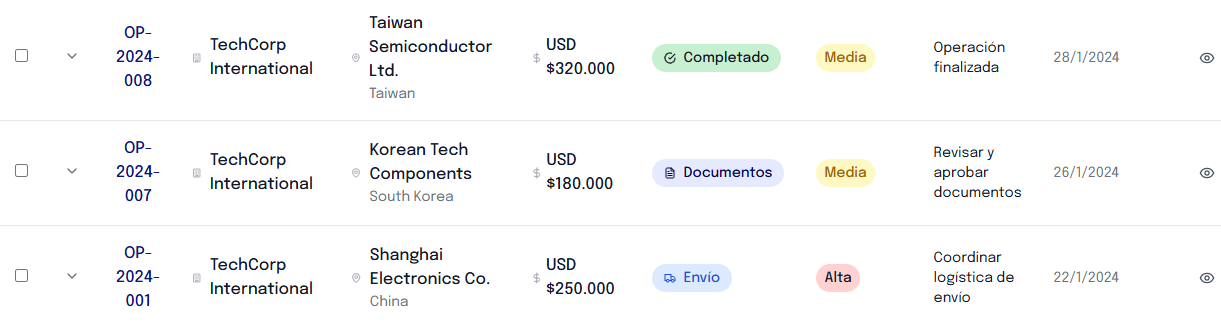 OP-
2024-
008
TechCorp
International
Taiwan
Semiconductor
Ltd.
Taiwan
USD
$320.000
Completado
Media
Operación
finalizada
28/1/2024
OP-
2024-
007
TechCorp
International
Korean Tech
Components
South Korea
USD
$180.000
Documentos
Media
Revisar y
aprobar
documentos
26/1/2024
OP-
2024-
001
TechCorp
International
Shanghai
Electronics Co.
China
USD
$250.000
Envío
Alta
Coordinar
logística de
envío
22/1/2024